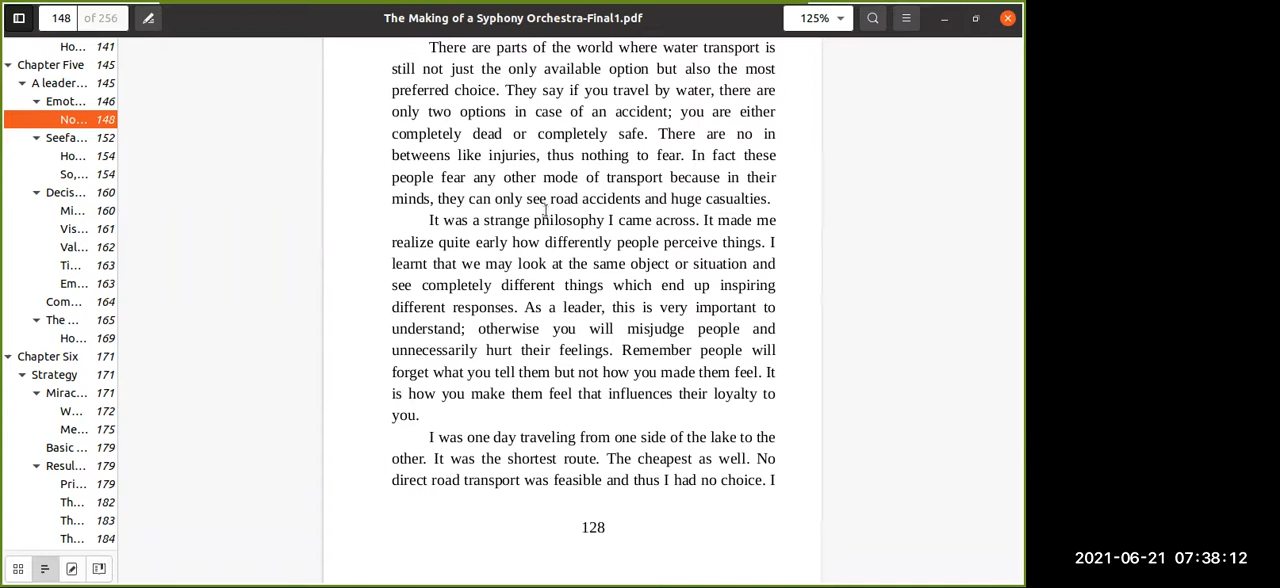 148 of 256
The Making of a Syphony Orchestra-Final1.pdf
125%
Ho... 141
Chapter Five 145
A leader... 145
Emot... 146
No... 148
Seefa... 152
Ho... 154
So,... 154
Decis... 160
Mi... 160
Vis... 161
Val... 162
Ti... 163
Em... 163
Com... 164
The ... 165
Ho... 169
Chapter Six 171
Strategy 171
Mirac... 171
W... 172
Me... 175
Basic ... 179
Resul... 179
Pri... 179
Th... 182
Th... 183
Th... 184
There are parts of the world where water transport is
still not just the only available option but also the most
preferred choice. They say if you travel by water, there are
only two options in case of an accident; you are either
completely dead or completely safe. There are no in
betweens like injuries, thus nothing to fear. In fact these
people fear any other mode of transport because in their
minds, they can only see road accidents and huge casualties.
It was a strange philosophy I came across. It made me
realize quite early how differently people perceive things. I
learnt that we may look at the same object or situation and
see completely different things which end up inspiring
different responses. As a leader, this is very important to
understand; otherwise you will misjudge people and
unnecessarily hurt their feelings. Remember people will
forget what you tell them but not how you made them feel. It
is how you make them feel that influences their loyalty to
you.
I was one day traveling from one side of the lake to the
other. It was the shortest route. The cheapest as well. No
direct road transport was feasible and thus I had no choice. I
128
2021-06-21 07:38:12